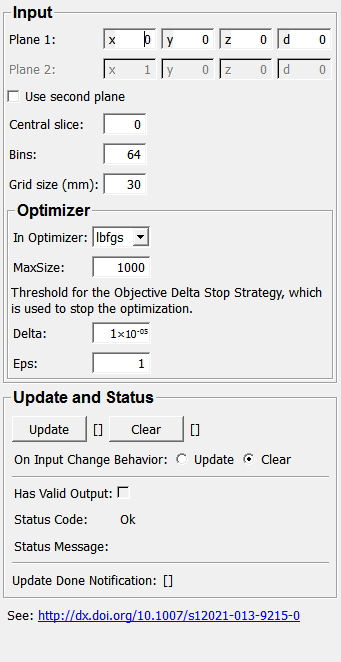 Input
Plane 1: x 0 y 0 z 0 d 0
Plane 2: x 1 y 0 z 0 d 0
Use second plane
Central slice: 0
Bins: 64
Grid size (mm): 30
Optimizer
In Optimizer: lbfgs
MaxSize: 1000
Threshold for the Objective Delta Stop Strategy, which
is used to stop the optimization.
Delta: 1×10⁻⁰⁵
Eps: 1
Update and Status
Update [] Clear []
On Input Change Behavior: Update Clear
Has Valid Output:
Status Code: Ok
Status Message:
Update Done Notification: []
See: http://dx.doi.org/10.1007/s12021-013-9215-0